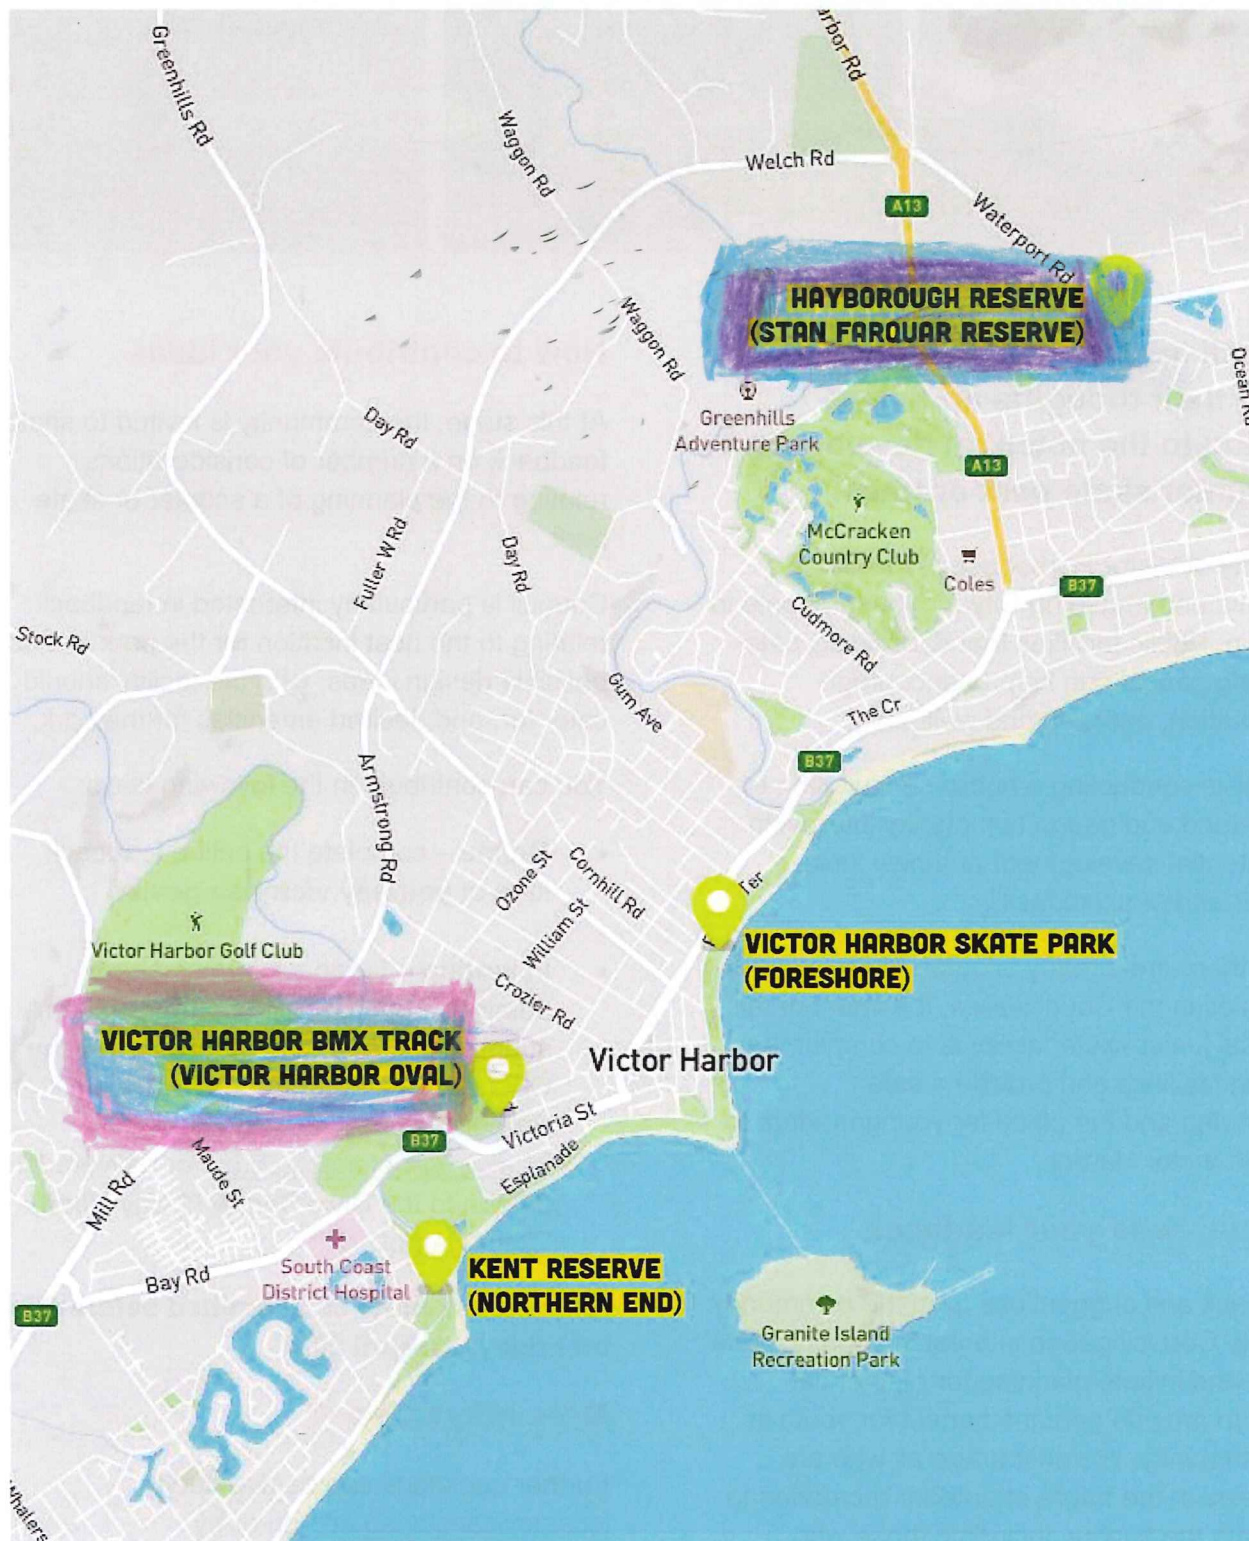 arbor Rd
Greenhills Rd
Waggon Rd
Welch Rd
A13
Waterport Rd
HAYBOROUGH RESERVE
(STAN FARQUAR RESERVE)
Waggon Rd
Ocean Rd
Greenhills
Adventure Park
Day Rd
A13
McCracken
Country Club
Coles
B37
Fuller W Rd
Day Rd
Cudmore Rd
Stock Rd
Gum Ave
The Cr
B37
Armstrong Rd
Ozone St
Cornhill Rd
William St
Ter
Victor Harbor Golf Club
VICTOR HARBOR SKATE PARK
(FORESHORE)
Crozier Rd
VICTOR HARBOR BMX TRACK
(VICTOR HARBOR OVAL)
Victor Harbor
Victoria St
B37
Esplanade
Maude St
Mill Rd
South Coast
District Hospital
Bay Rd
KENT RESERVE
(NORTHERN END)
B37
Granite Island
Recreation Park
Whalers